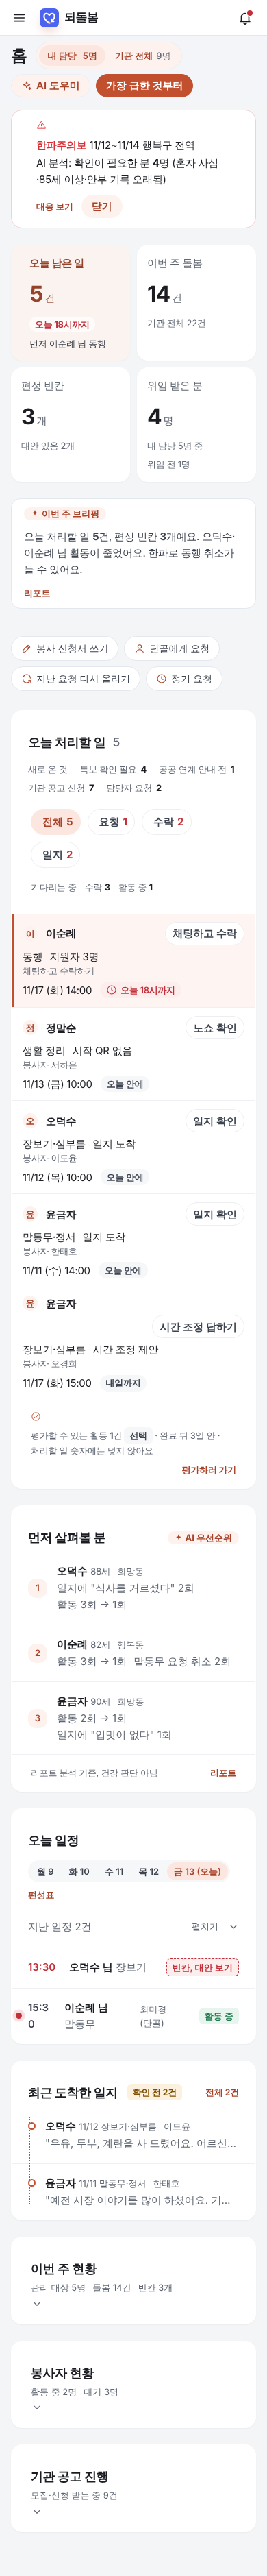 되돌봄
홈
내 담당 5명
기관 전체 9명
AI 도우미
가장 급한 것부터
한파주의보 11/12~11/14 행복구 전역
AI 분석: 확인이 필요한 분 4명 (혼자 사심
·85세 이상·안부 기록 오래됨)
대응 보기
닫기
오늘 남은 일
5건
오늘 18시까지
먼저 이순례 님 동행
이번 주 돌봄
14건
기관 전체 22건
편성 빈칸
3개
대안 있음 2개
위임 받은 분
4명
내 담당 5명 중
위임 전 1명
이번 주 브리핑
오늘 처리할 일 5건, 편성 빈칸 3개예요. 오덕수·
이순례 님 활동이 줄었어요. 한파로 동행 취소가
늘 수 있어요.
리포트
봉사 신청서 쓰기
단골에게 요청
지난 요청 다시 올리기
정기 요청
오늘 처리할 일 5
새로 온 것 특보 확인 필요 4 공공 연계 안내 전 1
기관 공고 신청 7 담당자 요청 2
전체 5
요청 1
수락 2
일지 2
기다리는 중 수락 3 활동 중 1
이 이순례
채팅하고 수락
동행 지원자 3명
채팅하고 수락하기
11/17 (화) 14:00
오늘 18시까지
정 정말순
노쇼 확인
생활 정리 시작 QR 없음
봉사자 서하은
11/13 (금) 10:00
오늘 안에
오 오덕수
일지 확인
장보기·심부름 일지 도착
봉사자 이도윤
11/12 (목) 10:00
오늘 안에
윤 윤금자
일지 확인
말동무·정서 일지 도착
봉사자 한태호
11/11 (수) 14:00
오늘 안에
윤 윤금자
시간 조정 답하기
장보기·심부름 시간 조정 제안
봉사자 오경희
11/17 (화) 15:00
내일까지
평가할 수 있는 활동 1건 선택 · 완료 뒤 3일 안 ·
처리할 일 숫자에는 넣지 않아요
평가하러 가기
먼저 살펴볼 분
AI 우선순위
오덕수 88세 희망동
1
일지에 "식사를 거르셨다" 2회
활동 3회 → 1회
이순례 82세 행복동
2
활동 3회 → 1회 말동무 요청 취소 2회
윤금자 90세 희망동
3
활동 2회 → 1회
일지에 "입맛이 없다" 1회
리포트 분석 기준, 건강 판단 아님
리포트
오늘 일정
월 9
화 10
수 11
목 12
금 13 (오늘)
편성표
지난 일정 2건
펼치기
13:30
오덕수 님 장보기
빈칸, 대안 보기
15:3
0
이순례 님
말동무
최미경
(단골)
활동 중
최근 도착한 일지
확인 전 2건
전체 2건
오덕수 11/12 장보기·심부름 이도윤
"우유, 두부, 계란을 사 드렸어요. 어르신…
윤금자 11/11 말동무·정서 한태호
"예전 시장 이야기를 많이 하셨어요. 기…
이번 주 현황
관리 대상 5명 돌봄 14건 빈칸 3개
봉사자 현황
활동 중 2명 대기 3명
기관 공고 진행
모집·신청 받는 중 9건